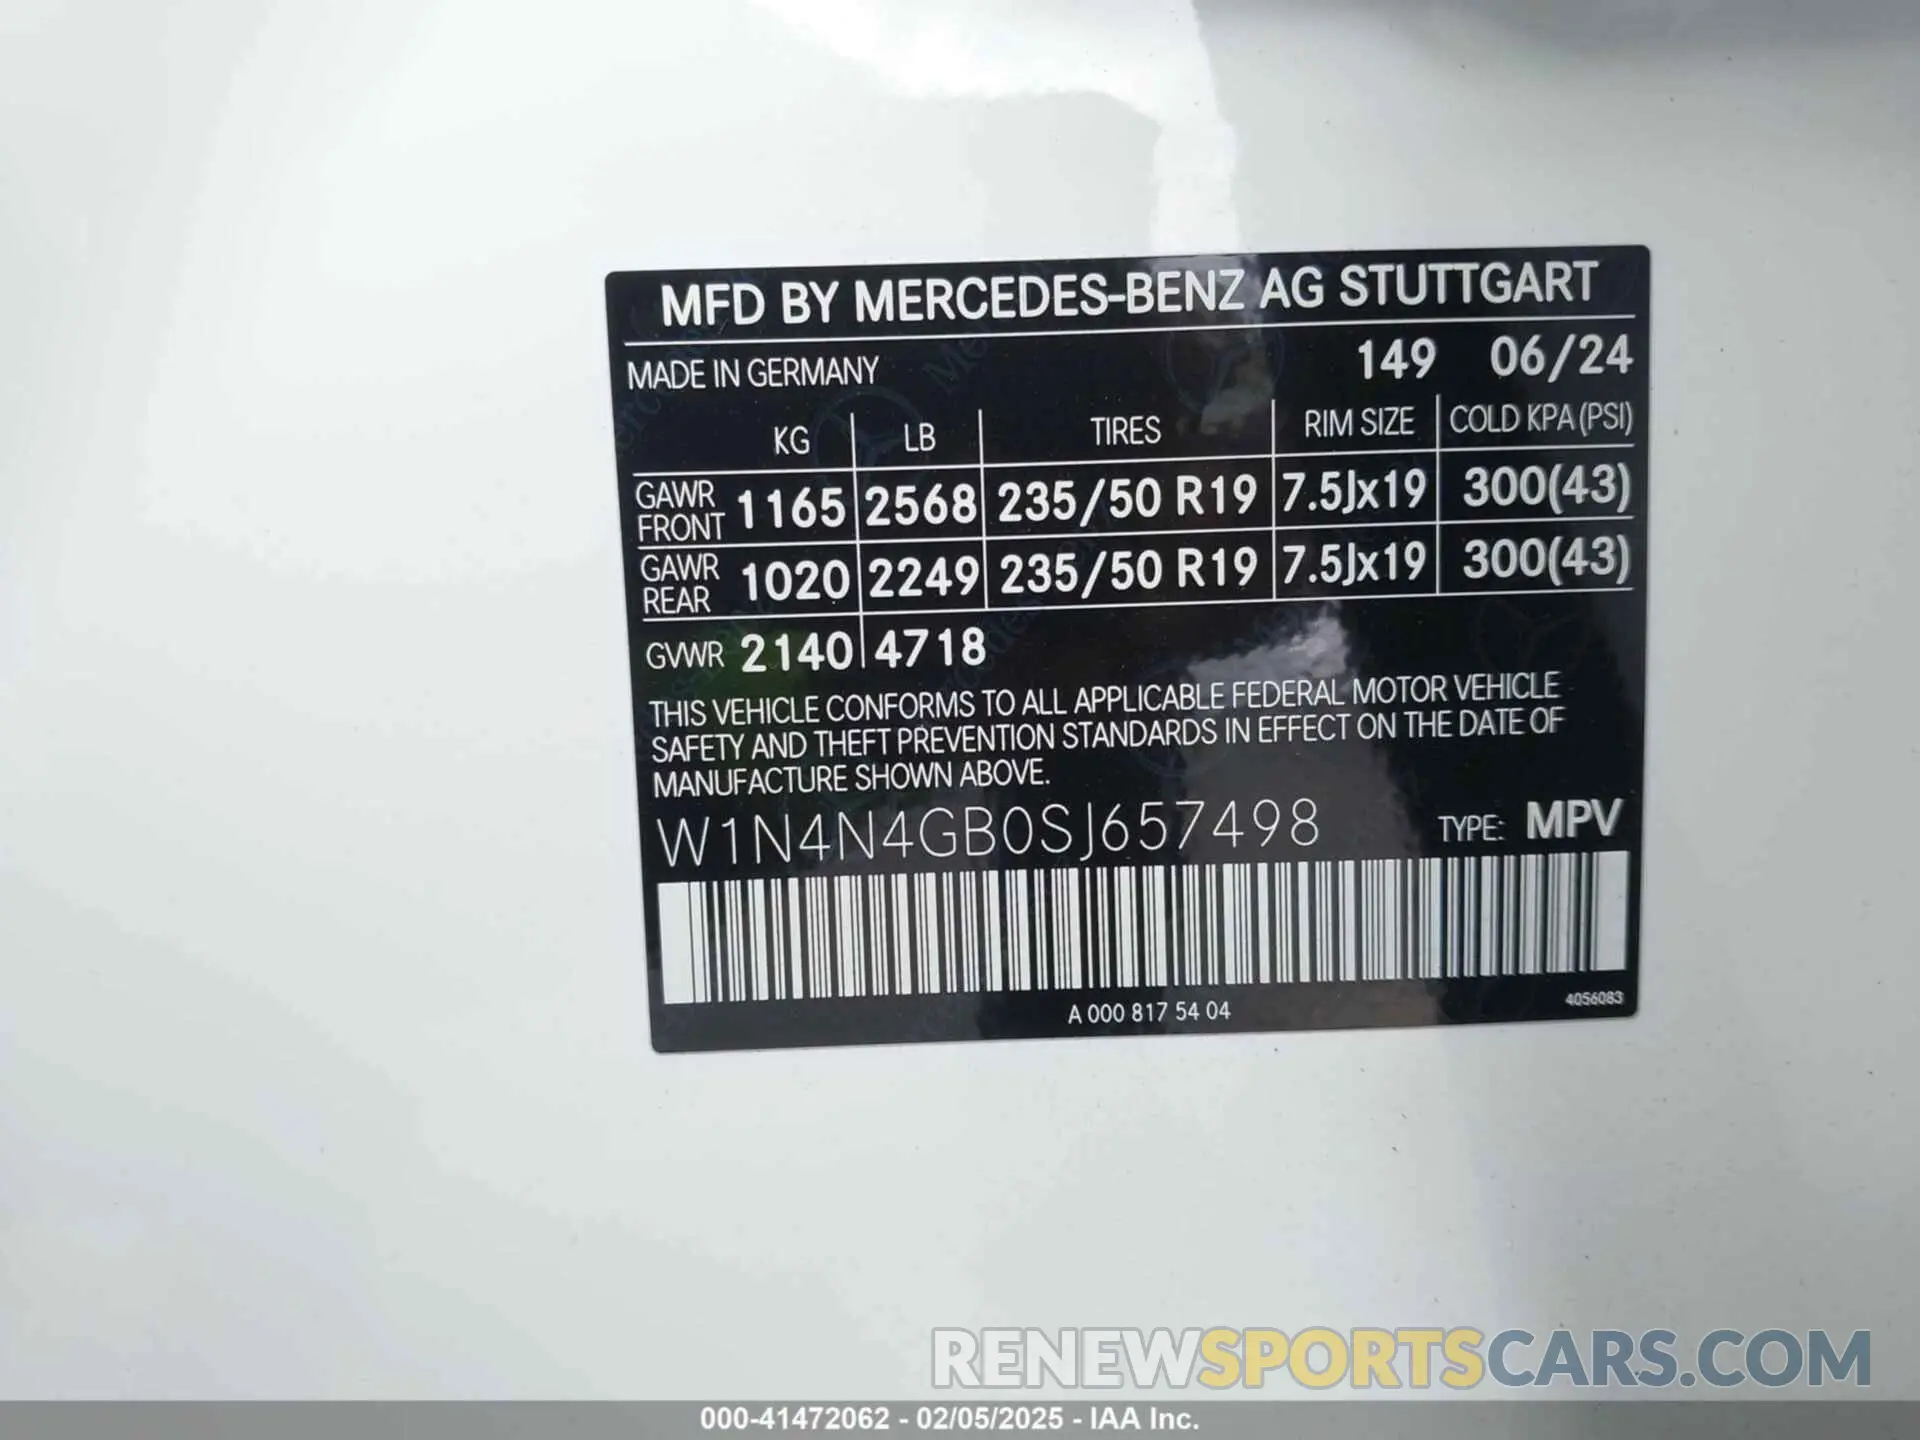 MFD BY MERCEDES-BENZ AG STUTTGART
MADE IN GERMANY 149 06/24
KG LB TIRES RIM SIZE COLD KPA (PSI)
GAWR FRONT 1165 2568 235/50 R19 7.5Jx19 300(43)
GAWR REAR 1020 2249 235/50 R19 7.5Jx19 300(43)
GVWR 2140 4718
THIS VEHICLE CONFORMS TO ALL APPLICABLE FEDERAL MOTOR VEHICLE
SAFETY AND THEFT PREVENTION STANDARDS IN EFFECT ON THE DATE OF
MANUFACTURE SHOWN ABOVE.
W1N4N4GB0SJ657498 TYPE: MPV
A 000 817 54 04 4056083
RENEWSPORTSCARS.COM
000-41472062 - 02/05/2025 - IAA Inc.